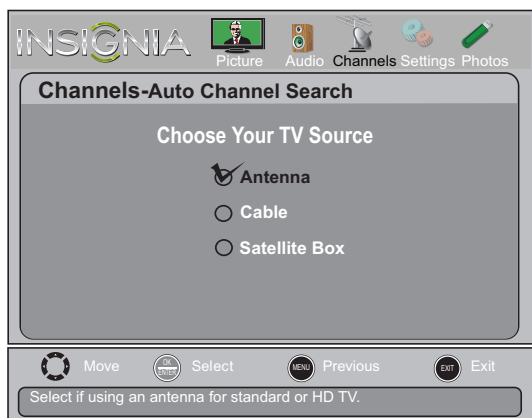 INSIGNIA
Picture Audio Channels Settings Photos
Channels-Auto Channel Search
Choose Your TV Source
Antenna
Cable
Satellite Box
Move OK ENTER Select MENU Previous EXIT Exit
Select if using an antenna for standard or HD TV.